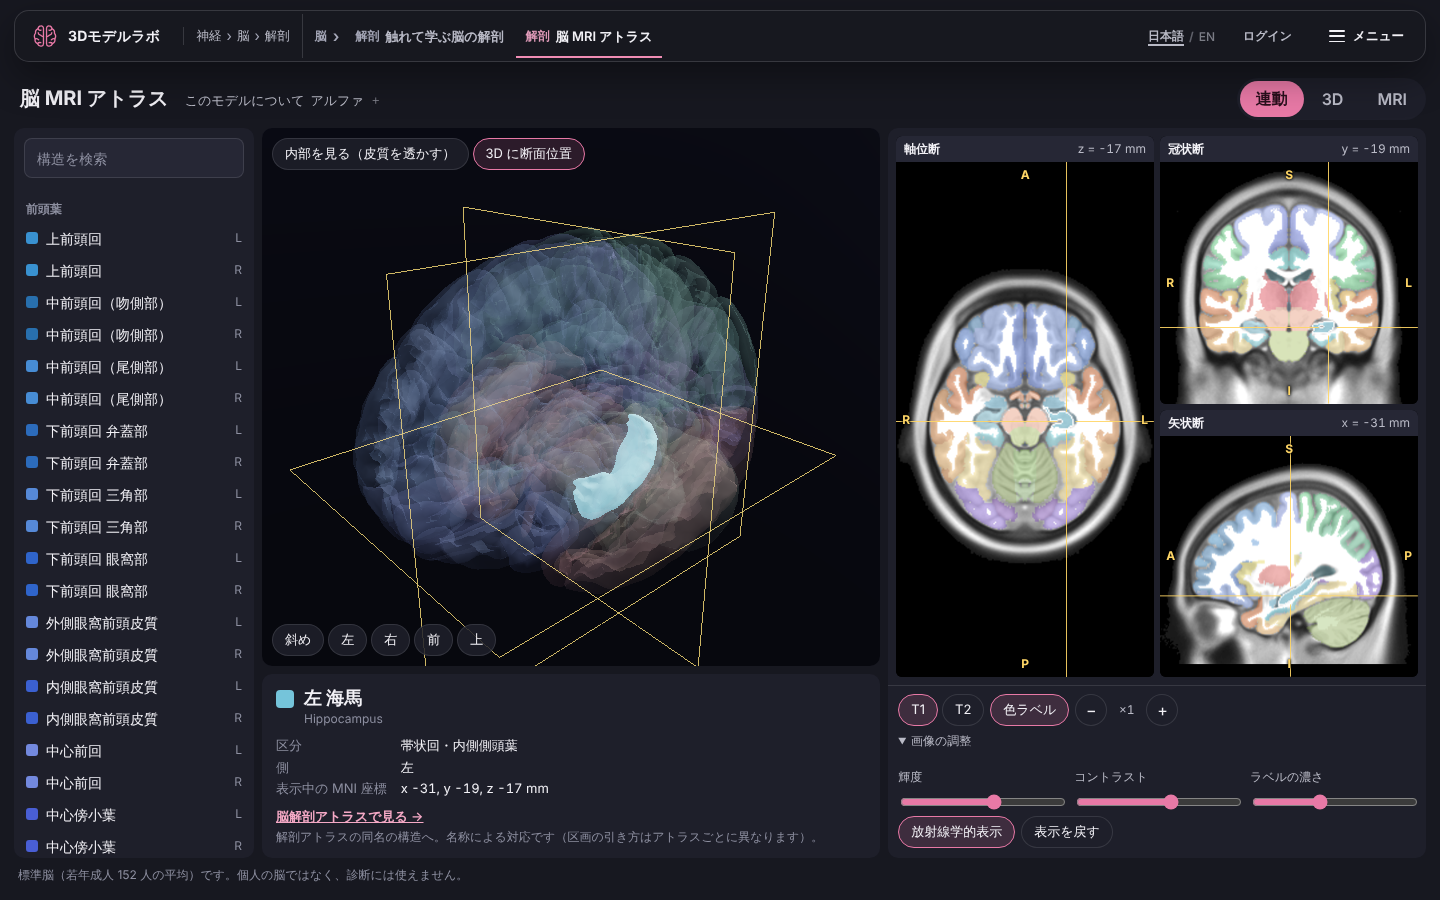 3Dモデルラボ 神経 › 脳 › 解剖 脳 › 解剖 触れて学ぶ脳の解剖 解剖 脳 MRI アトラス 日本語 / EN ログイン メニュー
脳 MRI アトラス このモデルについて アルファ + 連動 3D MRI
構造を検索
前頭葉
上前頭回 L
上前頭回 R
中前頭回（吻側部） L
中前頭回（吻側部） R
中前頭回（尾側部） L
中前頭回（尾側部） R
下前頭回 弁蓋部 L
下前頭回 弁蓋部 R
下前頭回 三角部 L
下前頭回 三角部 R
下前頭回 眼窩部 L
下前頭回 眼窩部 R
外側眼窩前頭皮質 L
外側眼窩前頭皮質 R
内側眼窩前頭皮質 L
内側眼窩前頭皮質 R
中心前回 L
中心前回 R
中心傍小葉 L
中心傍小葉 R
内部を見る（皮質を透かす） 3D に断面位置
斜め 左 右 前 上
左 海馬
Hippocampus
区分 帯状回・内側側頭葉
側 左
表示中の MNI 座標 x -31, y -19, z -17 mm
脳解剖アトラスで見る →
解剖アトラスの同名の構造へ。名称による対応です（区画の引き方はアトラスごとに異なります）。
軸位断 z = -17 mm
A
R L
P
冠状断 y = -19 mm
S
R L
I
矢状断 x = -31 mm
S
A P
I
T1 T2 色ラベル − ×1 +
▼ 画像の調整
輝度 コントラスト ラベルの濃さ
放射線学的表示 表示を戻す
標準脳（若年成人 152 人の平均）です。個人の脳ではなく、診断には使えません。